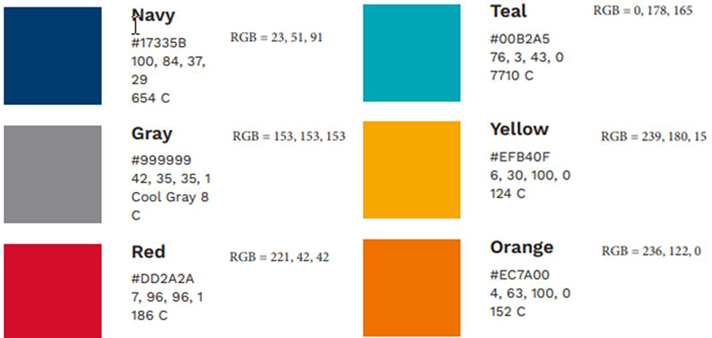 Navy
#17335B
100, 84, 37,
29
654 C
RGB = 23, 51, 91
Teal
#00B2A5
76, 3, 43, 0
7710 C
RGB = 0, 178, 165
Gray
#999999
42, 35, 35, 1
Cool Gray 8
C
RGB = 153, 153, 153
Yellow
#EFB40F
6, 30, 100, 0
124 C
RGB = 239, 180, 15
Red
#DD2A2A
7, 96, 96, 1
186 C
RGB = 221, 42, 42
Orange
#EC7A00
4, 63, 100, 0
152 C
RGB = 236, 122, 0